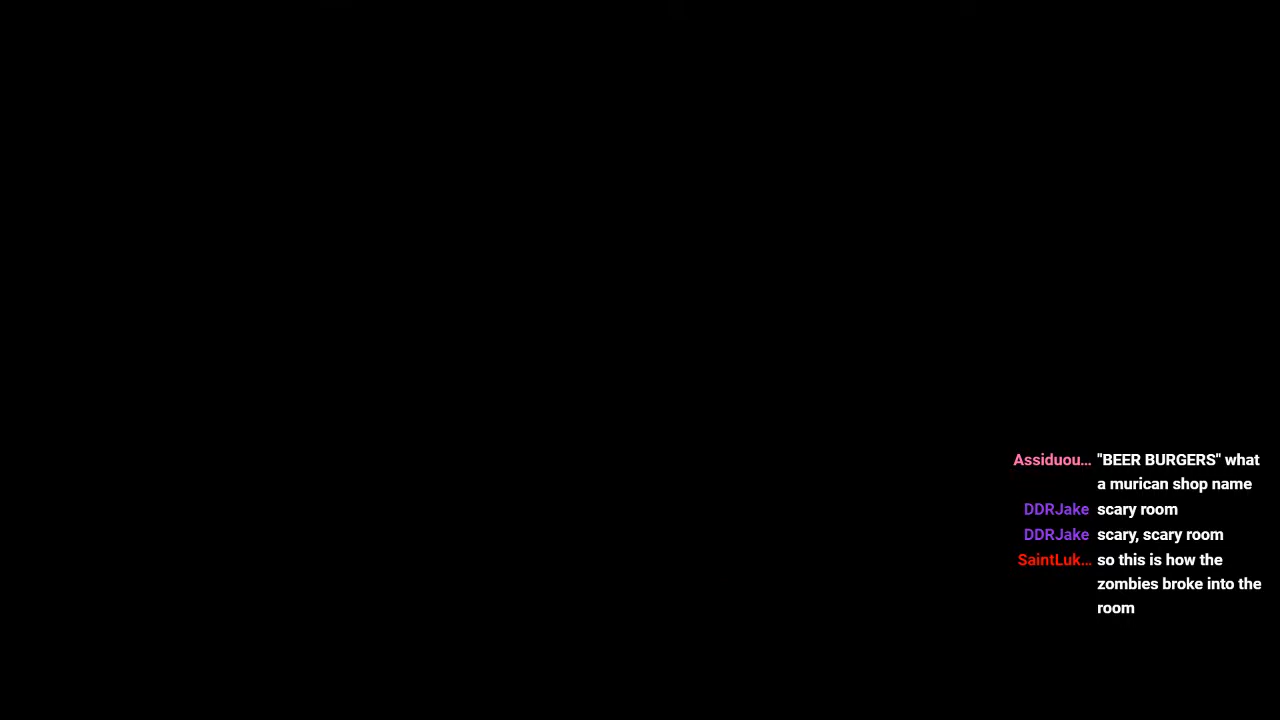 Assiduou... "BEER BURGERS" what
a murican shop name
DDRJake scary room
DDRJake scary, scary room
SaintLuk... so this is how the
zombies broke into the
room